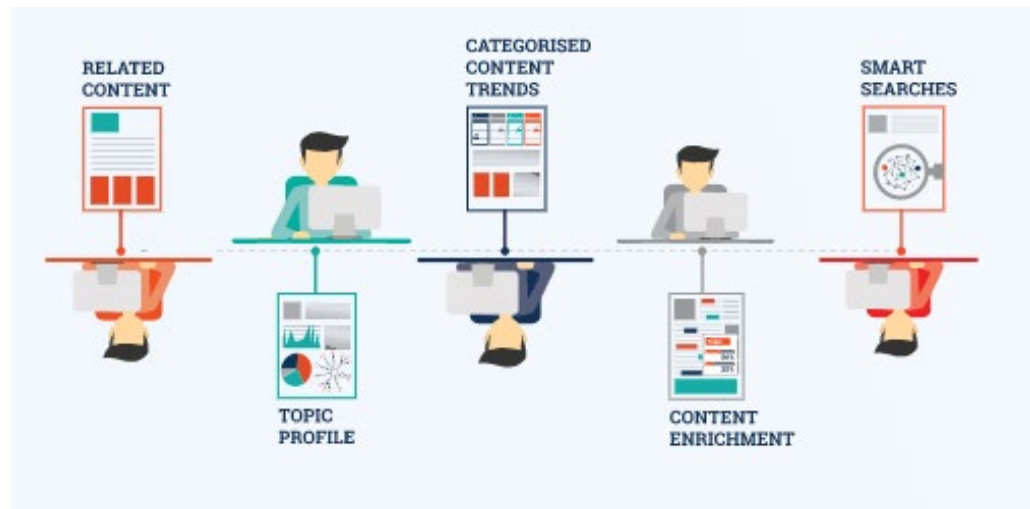 RELATED
CONTENT
CATEGORISED
CONTENT
TRENDS
SMART
SEARCHES
TOPIC
PROFILE
CONTENT
ENRICHMENT